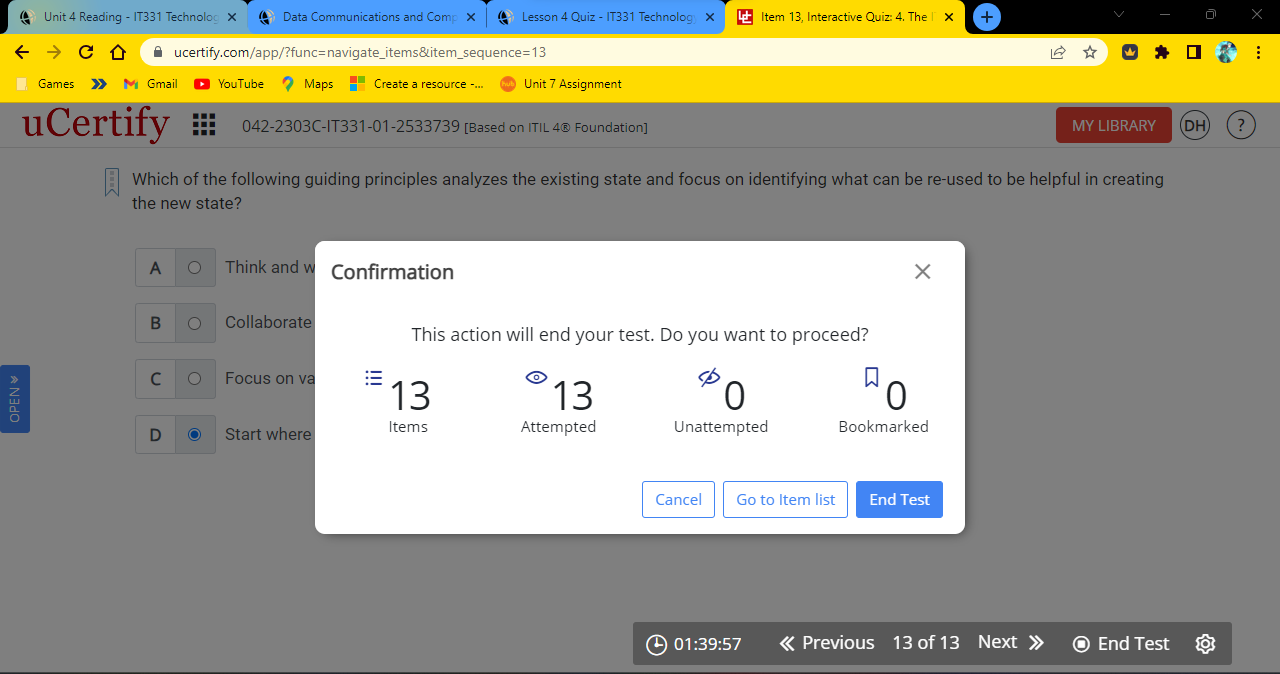 Unit 4 Reading - IT331 Technolog
Data Communications and Comp
Lesson 4 Quiz - IT331 Technology
Item 13, Interactive Quiz: 4. The I
ucertify.com/app/?func=navigate_items&item_sequence=13
Games
Gmail
YouTube
Maps
Create a resource -...
hub
Unit 7 Assignment
uCertify
042-2303C-IT331-01-2533739 [Based on ITIL 4® Foundation]
MY LIBRARY
DH
?
Which of the following guiding principles analyzes the existing state and focus on identifying what can be re-used to be helpful in creating
the new state?
A Think and w
B Collaborate
C Focus on va
D Start where
OPEN »
Confirmation
This action will end your test. Do you want to proceed?
13 13 0 0
Items Attempted Unattempted Bookmarked
Cancel Go to Item list End Test
01:39:57 Previous 13 of 13 Next End Test